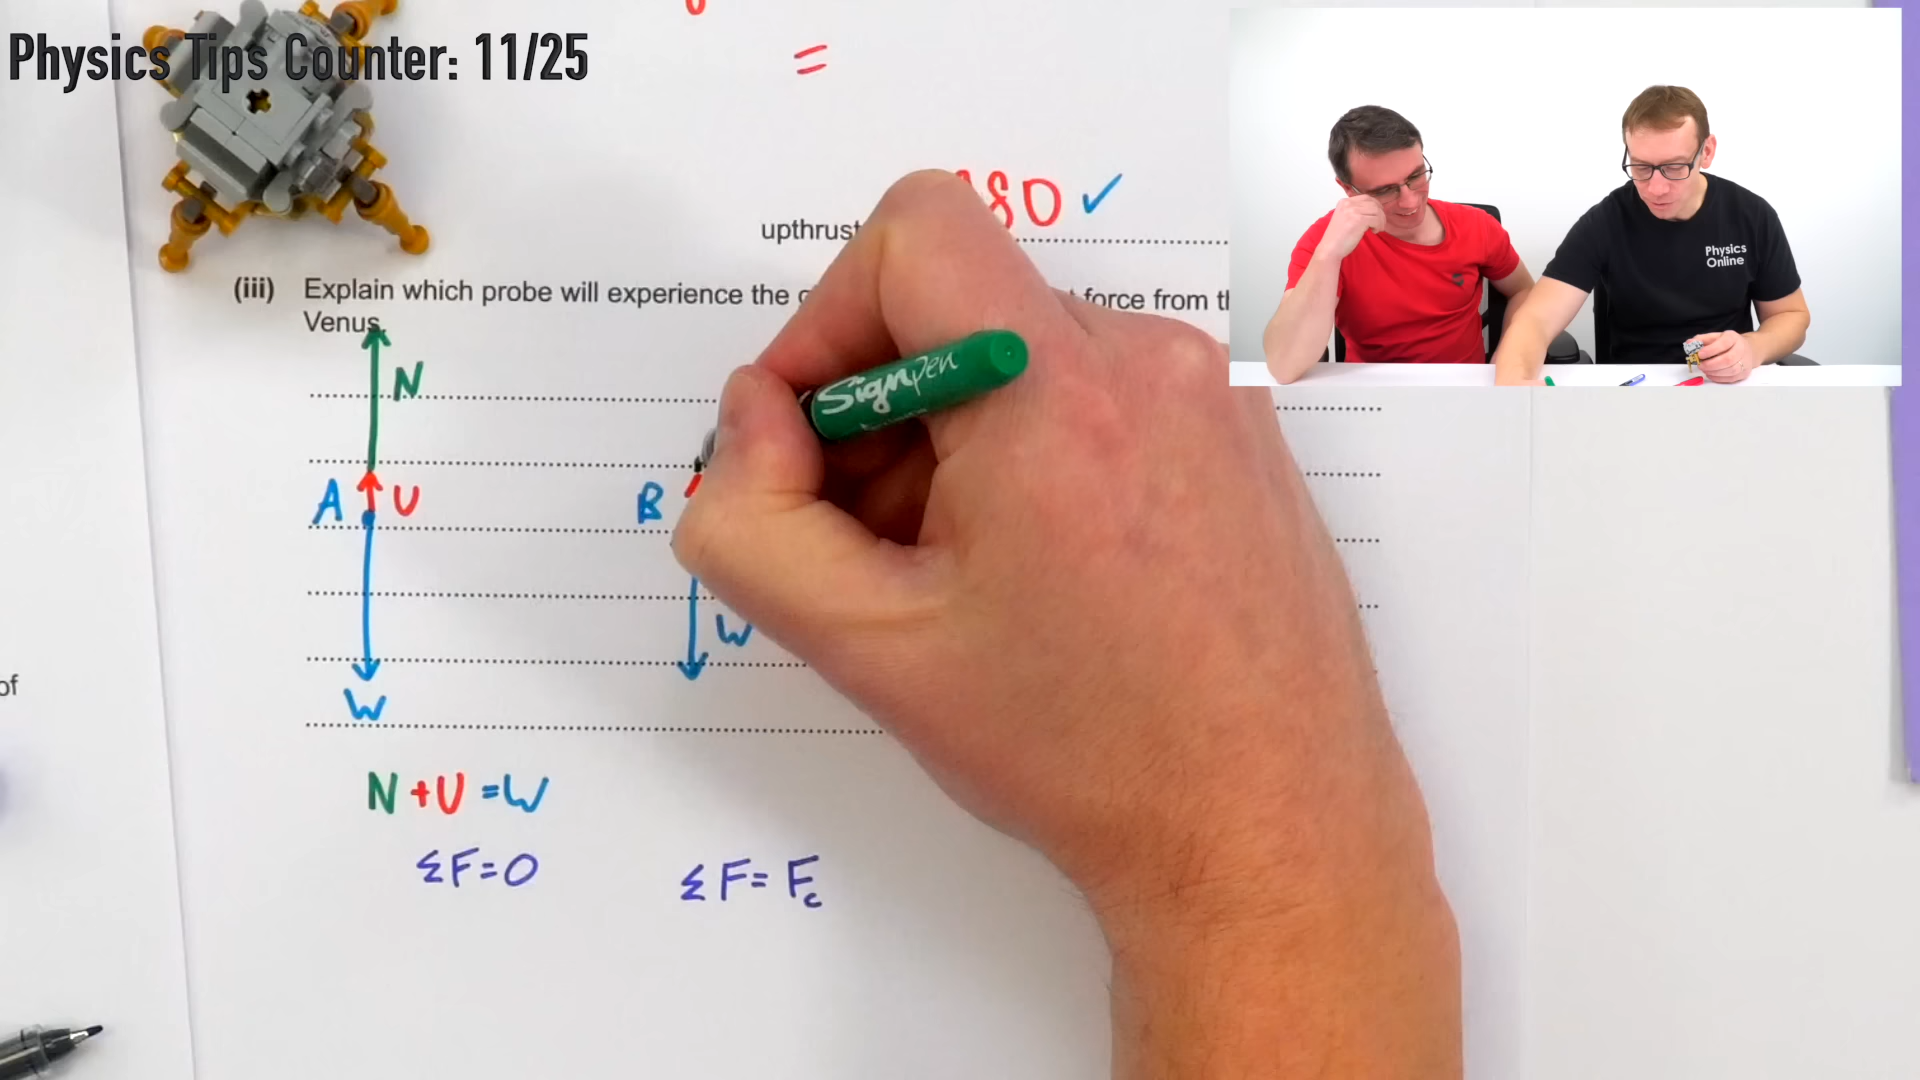 Physics Tips Counter: 11/25
=
80 ✓
upthrust
(iii) Explain which probe will experience the force from
Venus.
N
A U
B
W
W
N + U = W
ΣF = 0
ΣF = Fc
of
SignPen
Physics
Online